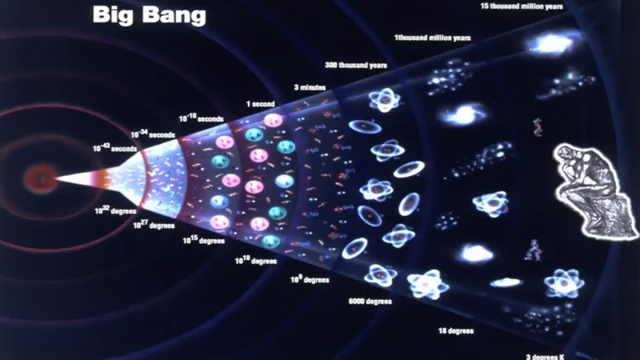 Big Bang
15 thousand million years
1thousand million years
300 thousand years
3 minutes
1 second
10⁻¹⁰ seconds
10⁻³⁴ seconds
10⁻⁴³ seconds
10³² degrees
10²⁷ degrees
10¹⁵ degrees
10¹⁰ degrees
10⁹ degrees
6000 degrees
18 degrees
3 degrees K